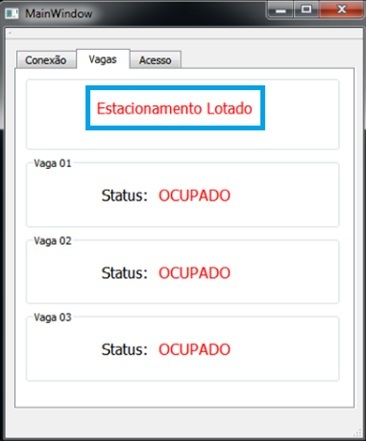 MainWindow
Conexão Vagas Acesso
Estacionamento Lotado
Vaga 01
Status: OCUPADO
Vaga 02
Status: OCUPADO
Vaga 03
Status: OCUPADO